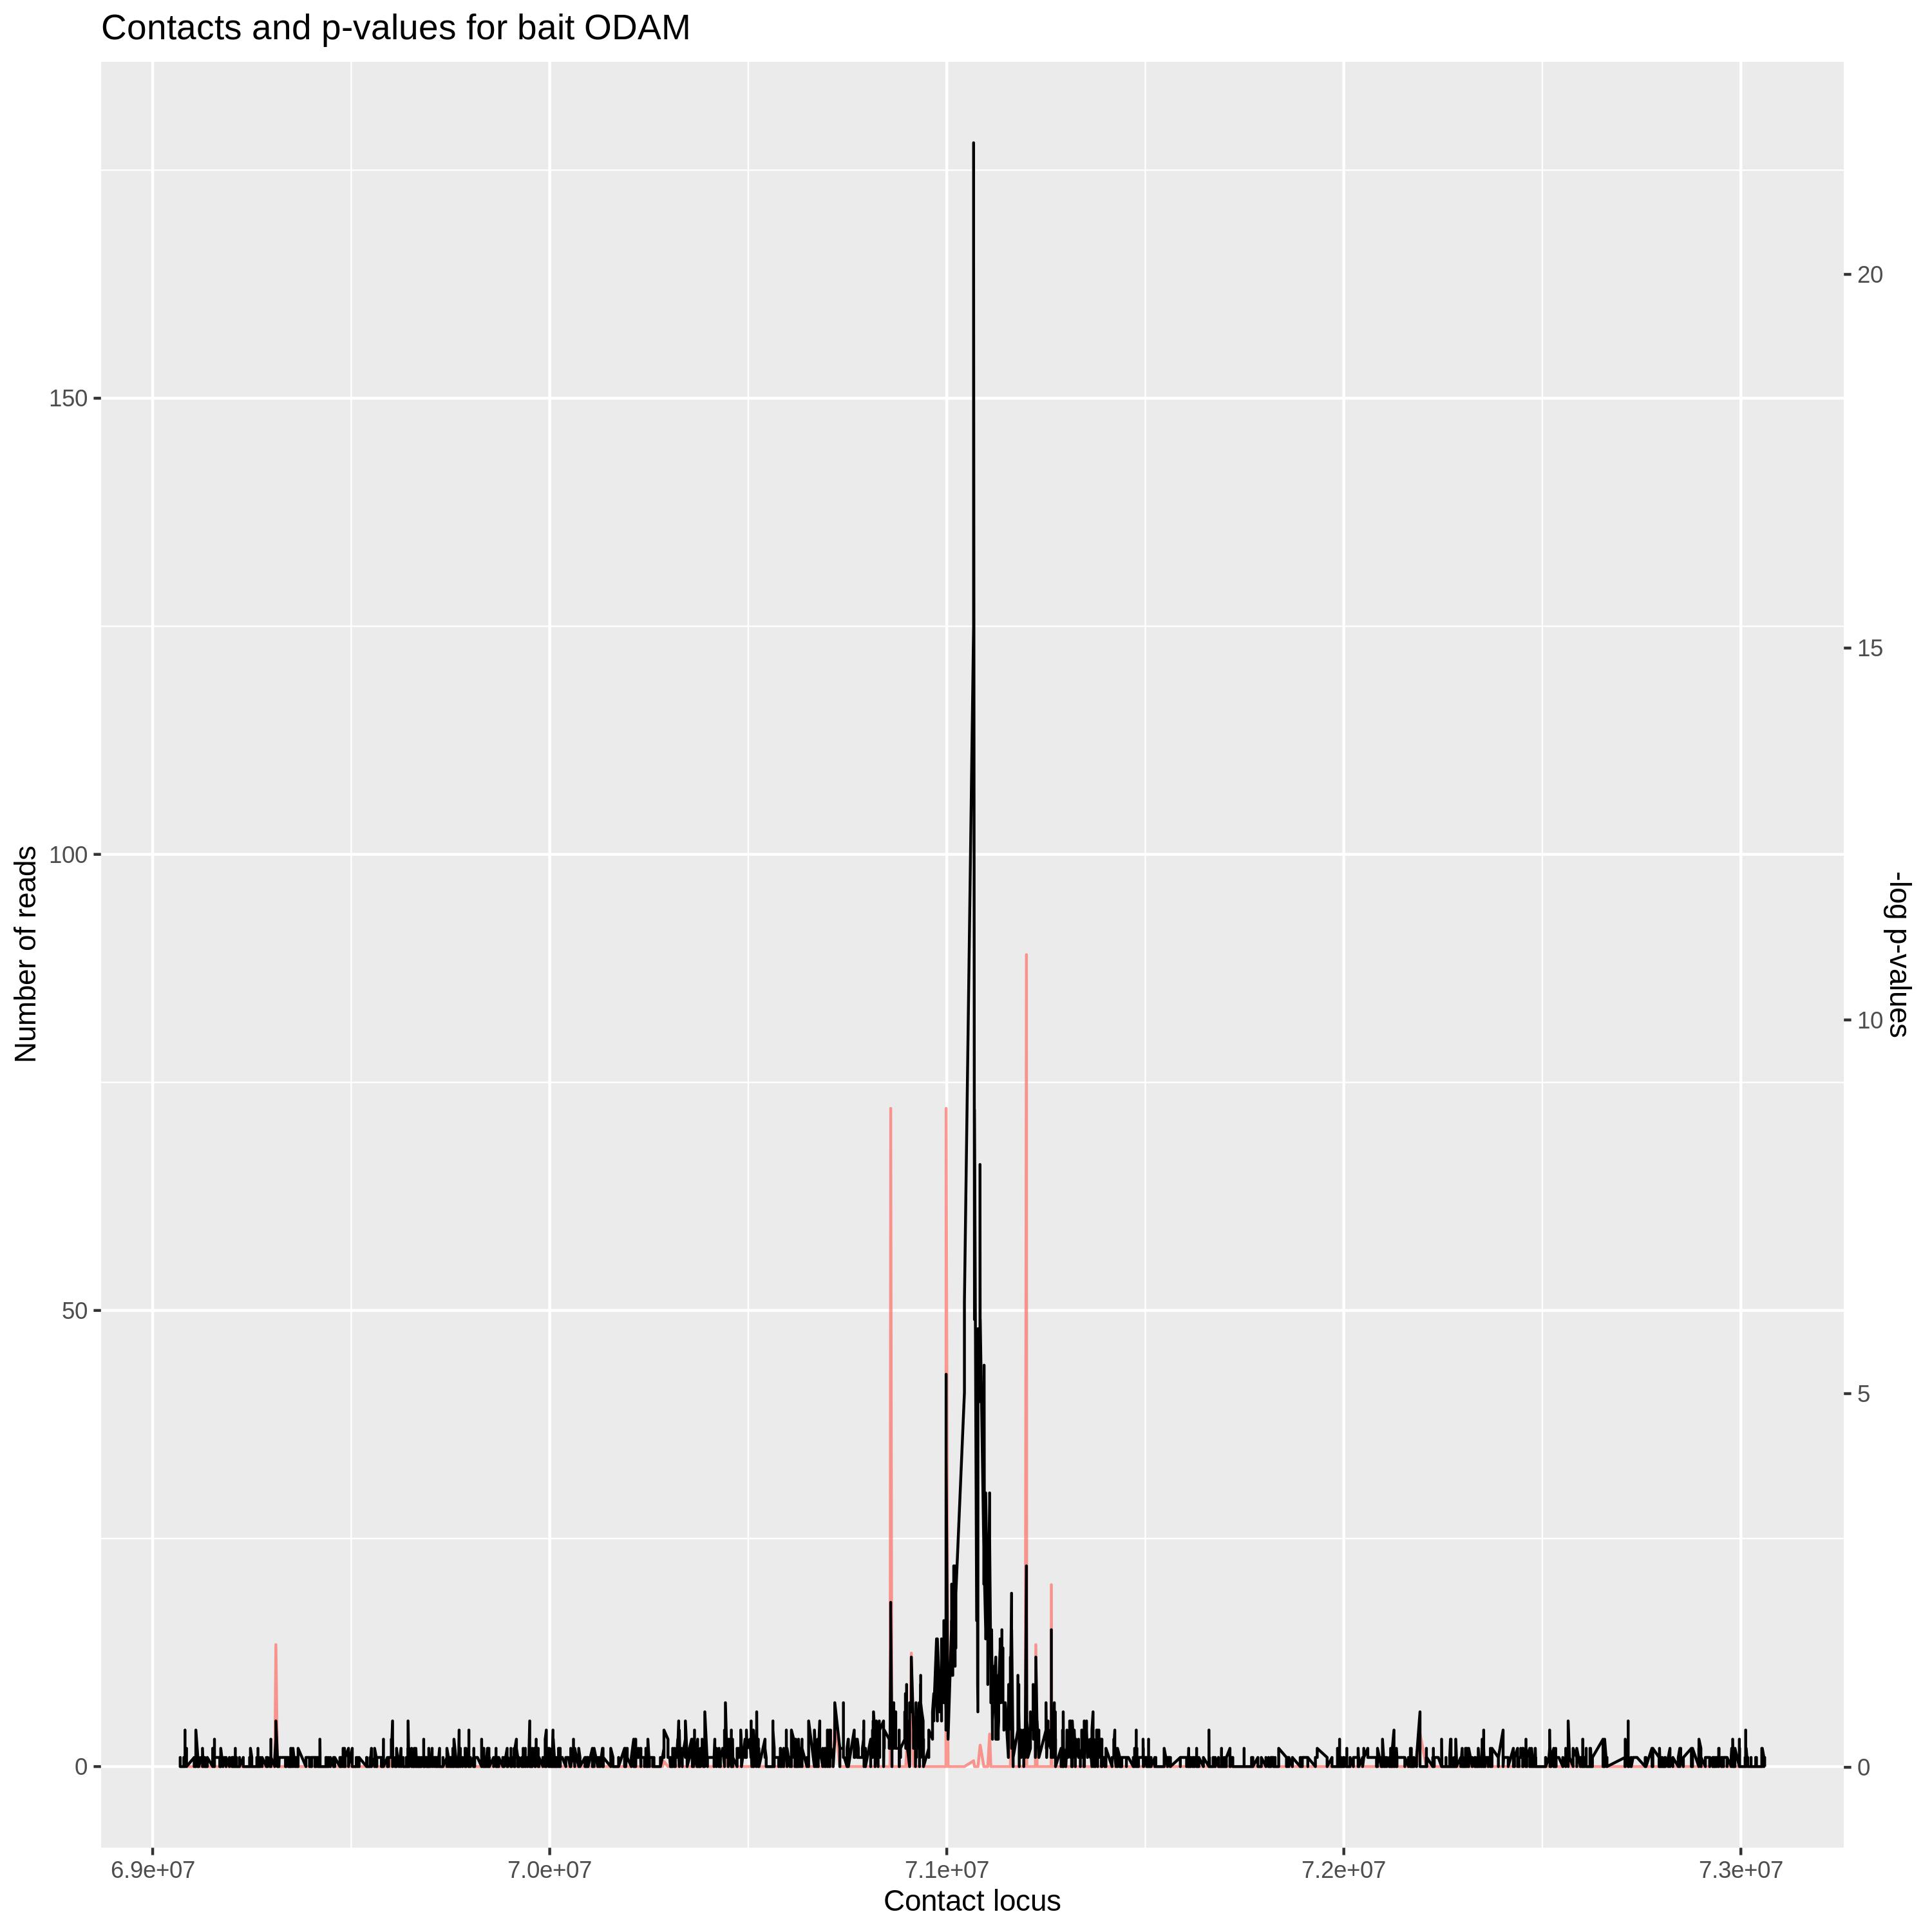 Contacts and p-values for bait ODAM
Number of reads
150
100
50
0
20
15
10
5
0
-log p-values
6.9e+07 7.0e+07 7.1e+07 7.2e+07 7.3e+07
Contact locus